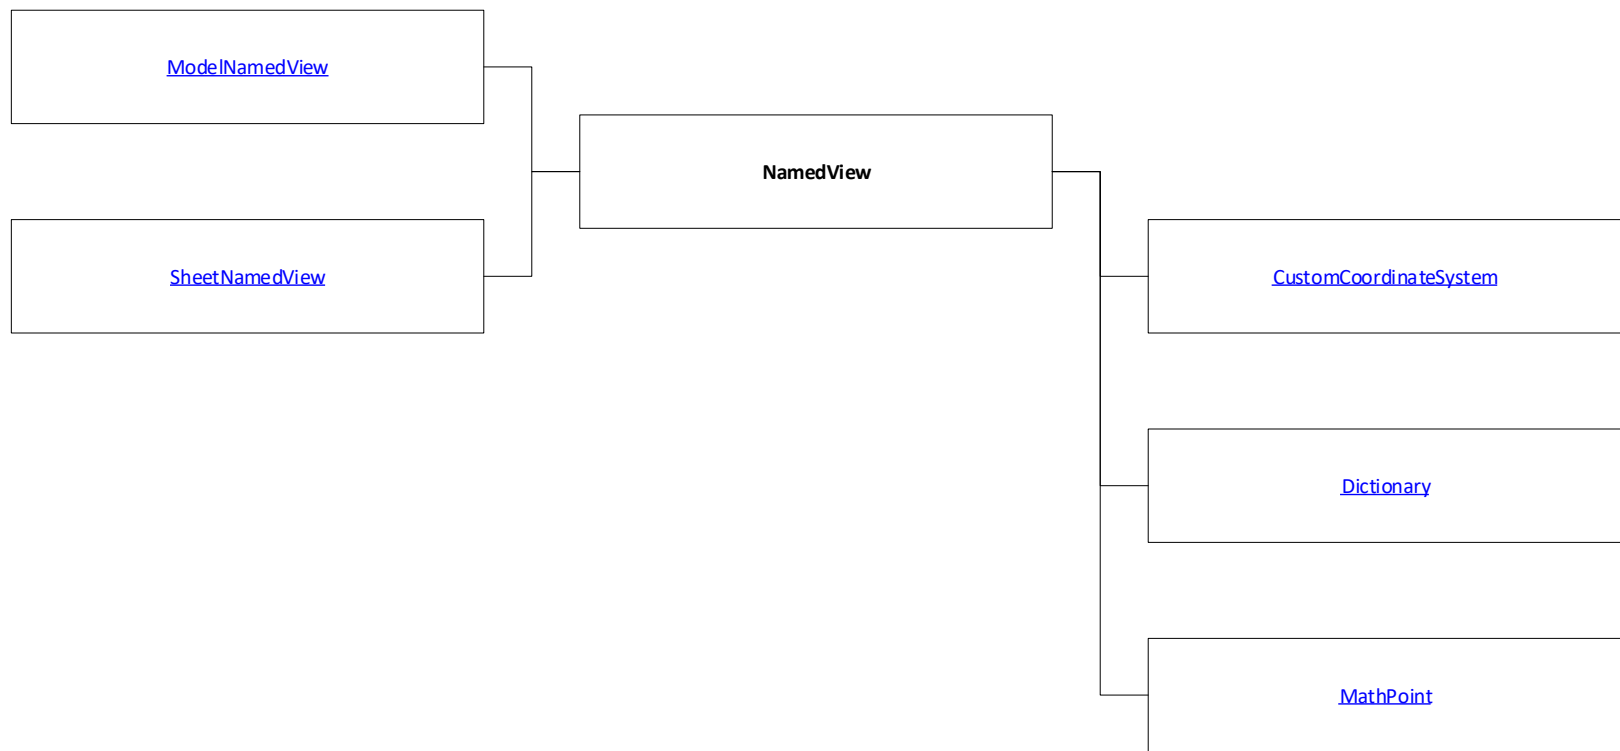 ModelNamedView
NamedView
SheetNamedView
CustomCoordinateSystem
Dictionary
MathPoint